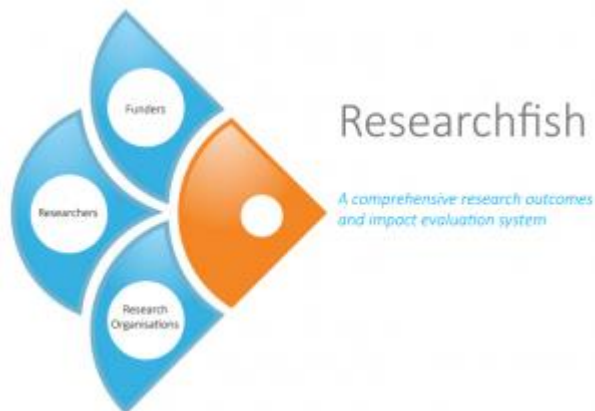 Funders
Researchfish
Researchers
A comprehensive research outcomes
and impact evaluation system
Research
Organisations